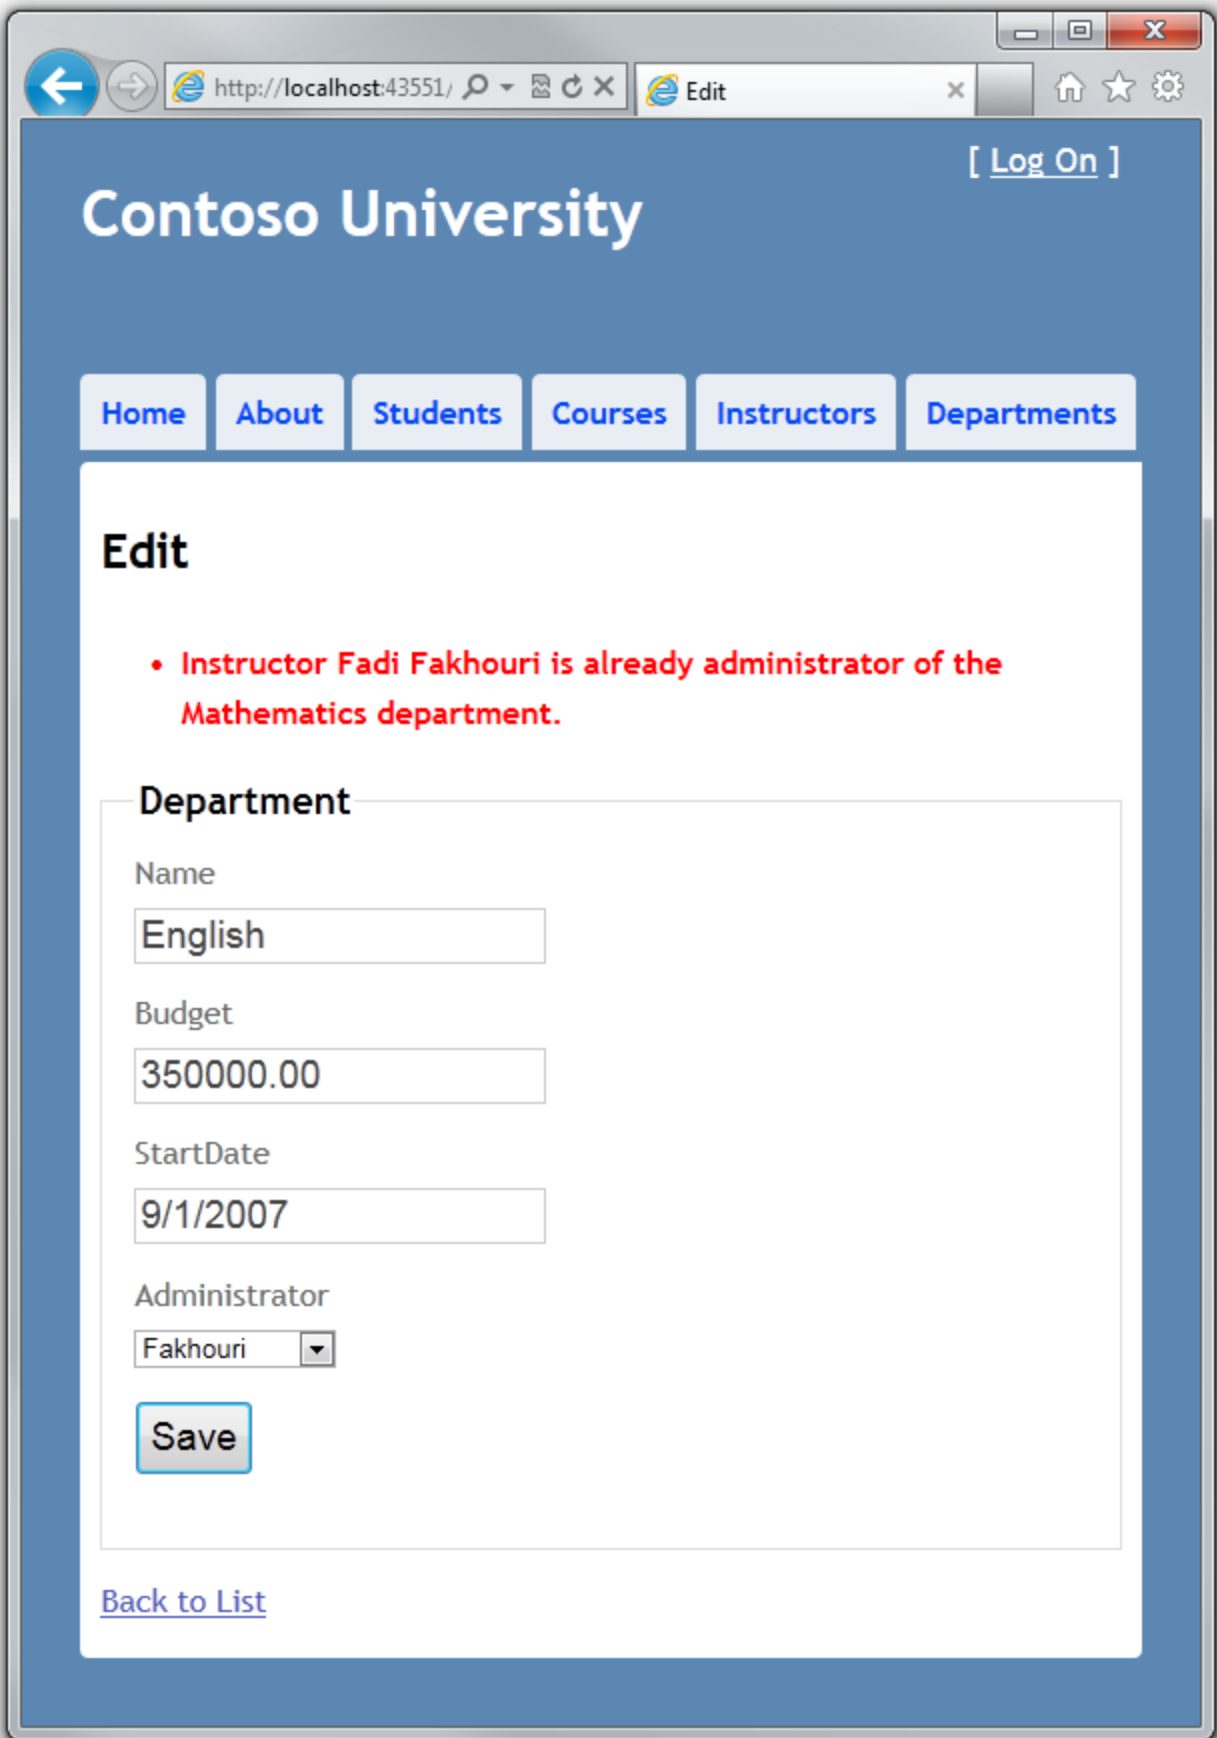 http://localhost:43551/
Edit
[ Log On ]
Contoso University
Home About Students Courses Instructors Departments
Edit
• Instructor Fadi Fakhouri is already administrator of the
Mathematics department.
Department
Name
English
Budget
350000.00
StartDate
9/1/2007
Administrator
Fakhouri
Save
Back to List